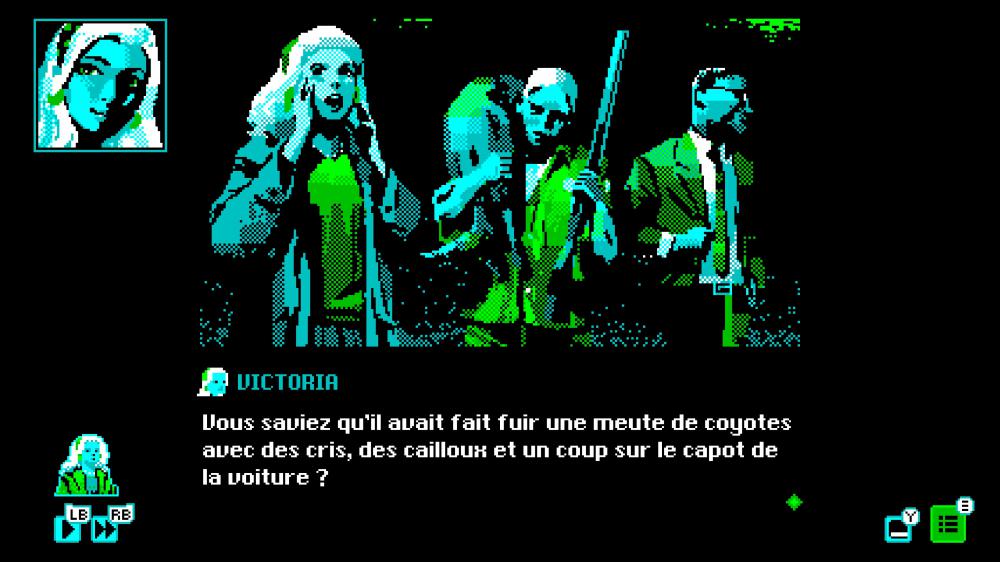 VICTORIA
Vous saviez qu'il avait fait fuir une meute de coyotes
avec des cris, des cailloux et un coup sur le capot de
la voiture ?
LB RB
Y